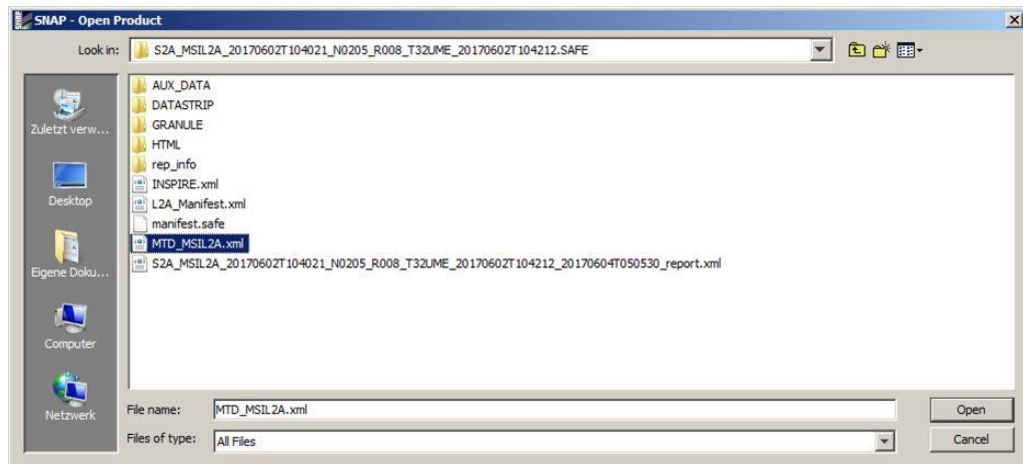 SNAP
SNAP - Open Product
Look in: S2A_MSIL2A_20170602T104021_N0205_R008_T32UME_20170602T104212.SAFE
Zuletzt verw...
Desktop
Eigene Doku...
Computer
Netzwerk
AUX_DATA
DATASTRIP
GRANULE
HTML
rep_info
INSPIRE.xml
L2A_Manifest.xml
manifest.safe
MTD_MSIL2A.xml
S2A_MSIL2A_20170602T104021_N0205_R008_T32UME_20170602T104212_20170604T050530_report.xml
File name: MTD_MSIL2A.xml
Open
Files of type: All Files
Cancel